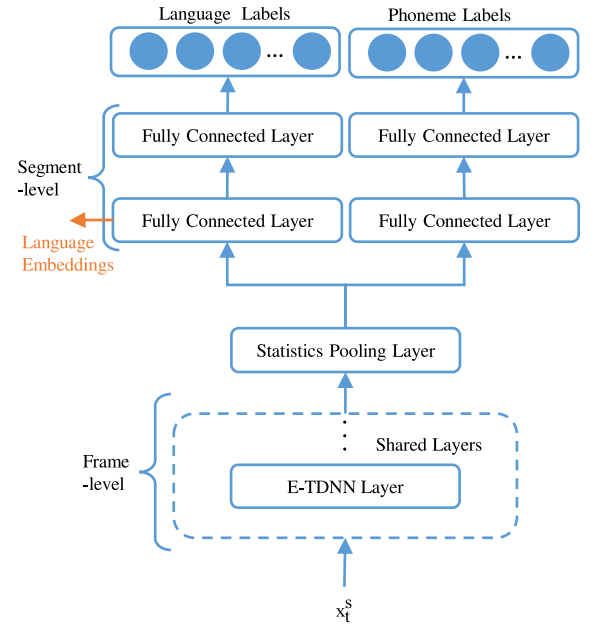 Language Labels
Phoneme Labels
...
...
Fully Connected Layer
Fully Connected Layer
Segment
-level
Fully Connected Layer
Fully Connected Layer
Language
Embeddings
Statistics Pooling Layer
Shared Layers
Frame
-level
E-TDNN Layer
x_t^s